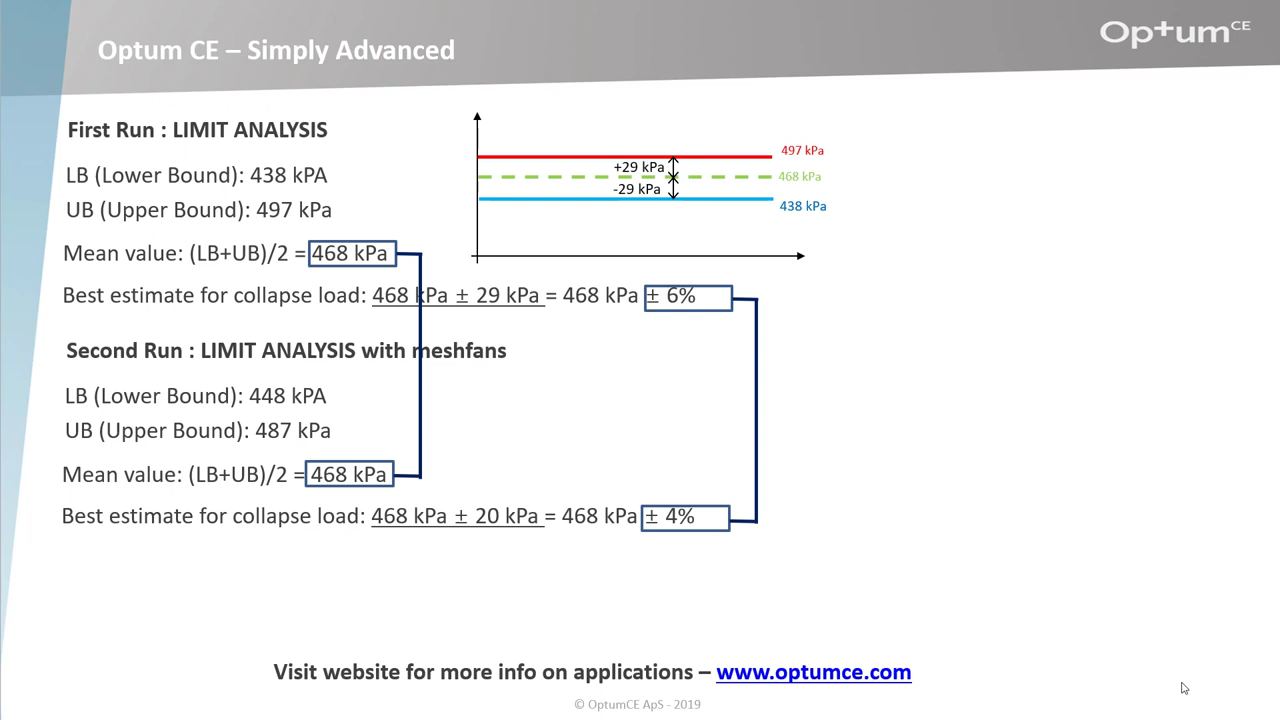 Optum CE – Simply Advanced
Optum CE
First Run : LIMIT ANALYSIS
LB (Lower Bound): 438 kPA
UB (Upper Bound): 497 kPa
Mean value: (LB+UB)/2 = 468 kPa
497 kPa
+29 kPa
468 kPa
-29 kPa
438 kPa
Best estimate for collapse load: 468 kPa ± 29 kPa = 468 kPa ± 6%
Second Run : LIMIT ANALYSIS with meshfans
LB (Lower Bound): 448 kPA
UB (Upper Bound): 487 kPa
Mean value: (LB+UB)/2 = 468 kPa
Best estimate for collapse load: 468 kPa ± 20 kPa = 468 kPa ± 4%
Visit website for more info on applications – www.optumce.com
© OptumCE ApS - 2019